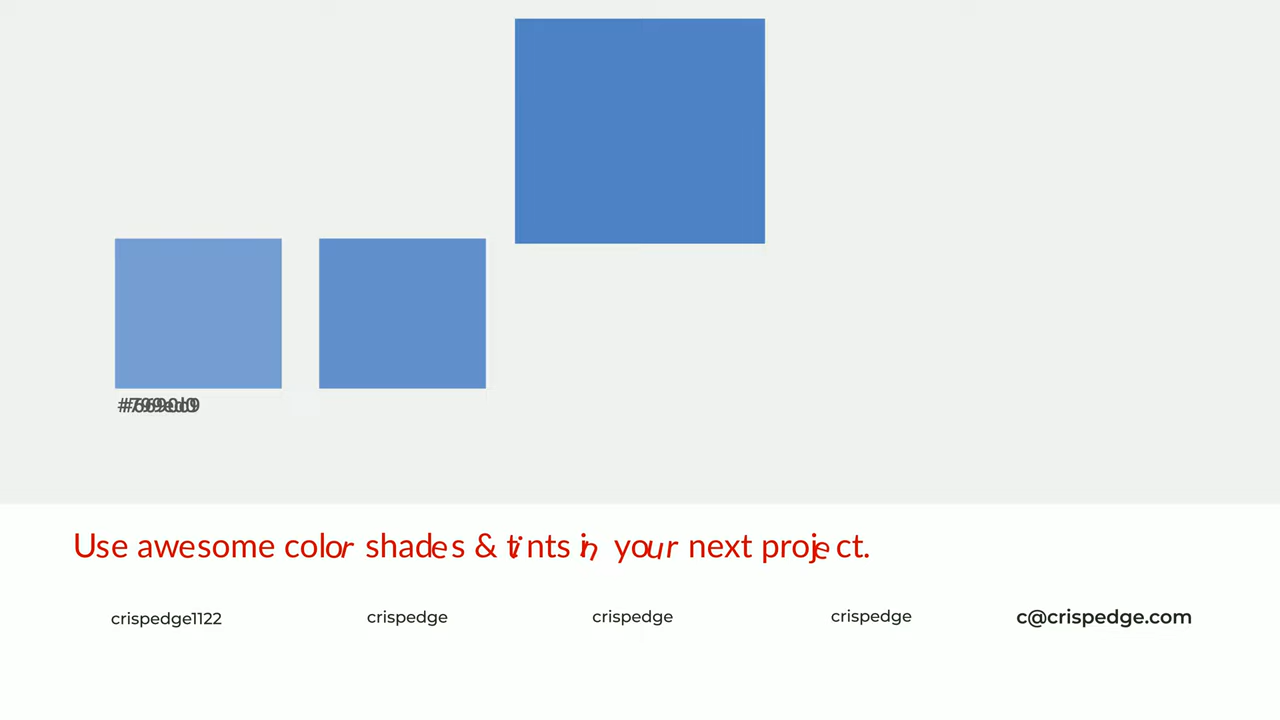 Use awesome color shades & tints in your next project.
crispedge1122 crispedge crispedge crispedge c@crispedge.com